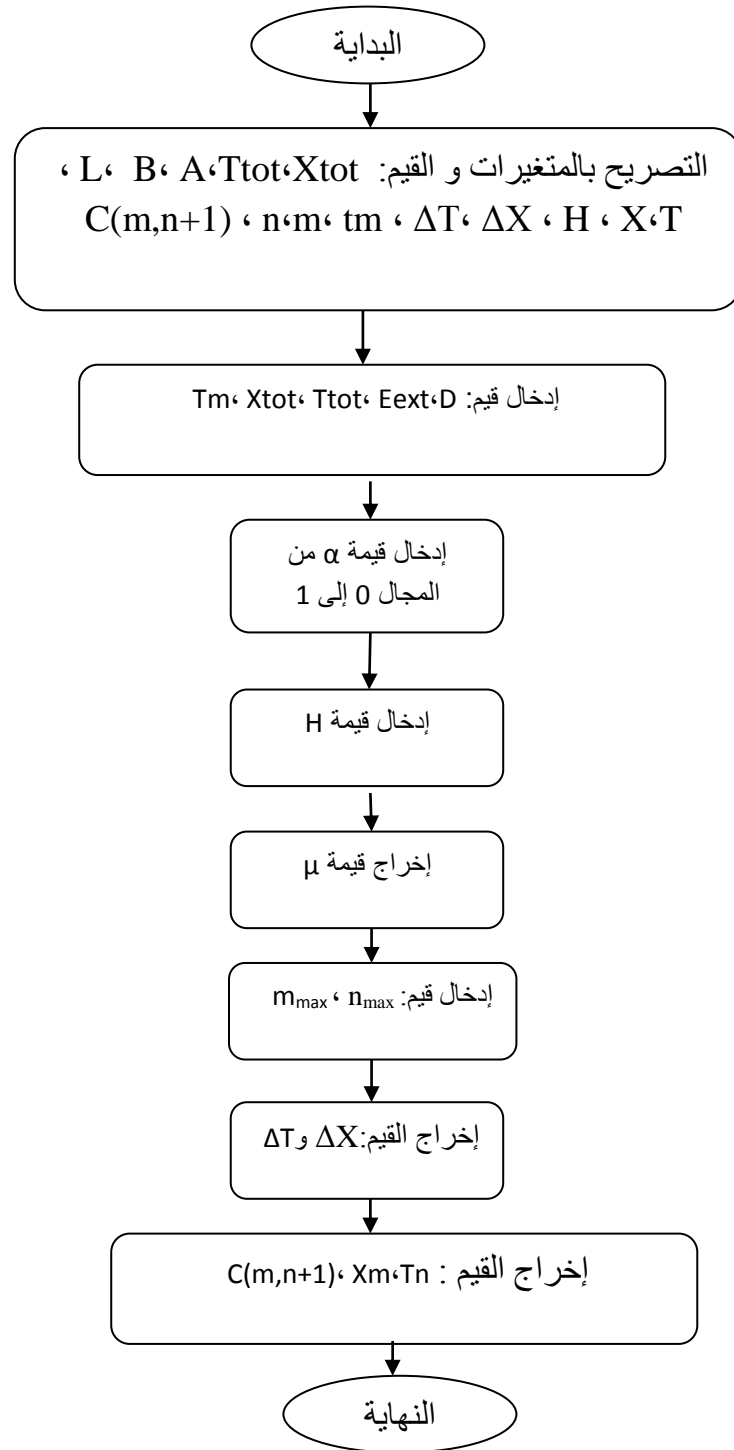 البداية
التصريح بالمتغيرات و القيم: Xtot،Ttot،A ،B ،L ،
T،X ، H ، ΔX ،ΔT ، tm ،m،n ، C(m,n+1)
إدخال قيم: D،Eext ،Ttot ،Xtot ،Tm
إدخال قيمة α من
المجال 0 إلى 1
إدخال قيمة H
إخراج قيمة μ
إدخال قيم: nmax ، mmax
إخراج القيم:ΔX وΔT
إخراج القيم : Tn،Xm ،C(m,n+1)
النهاية